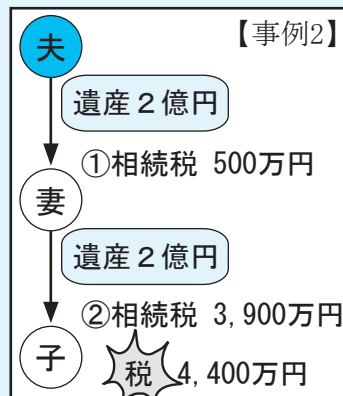 【事例2】
夫
遺産２億円
①相続税 500万円
妻
遺産２億円
②相続税 3,900万円
子
税 4,400万円